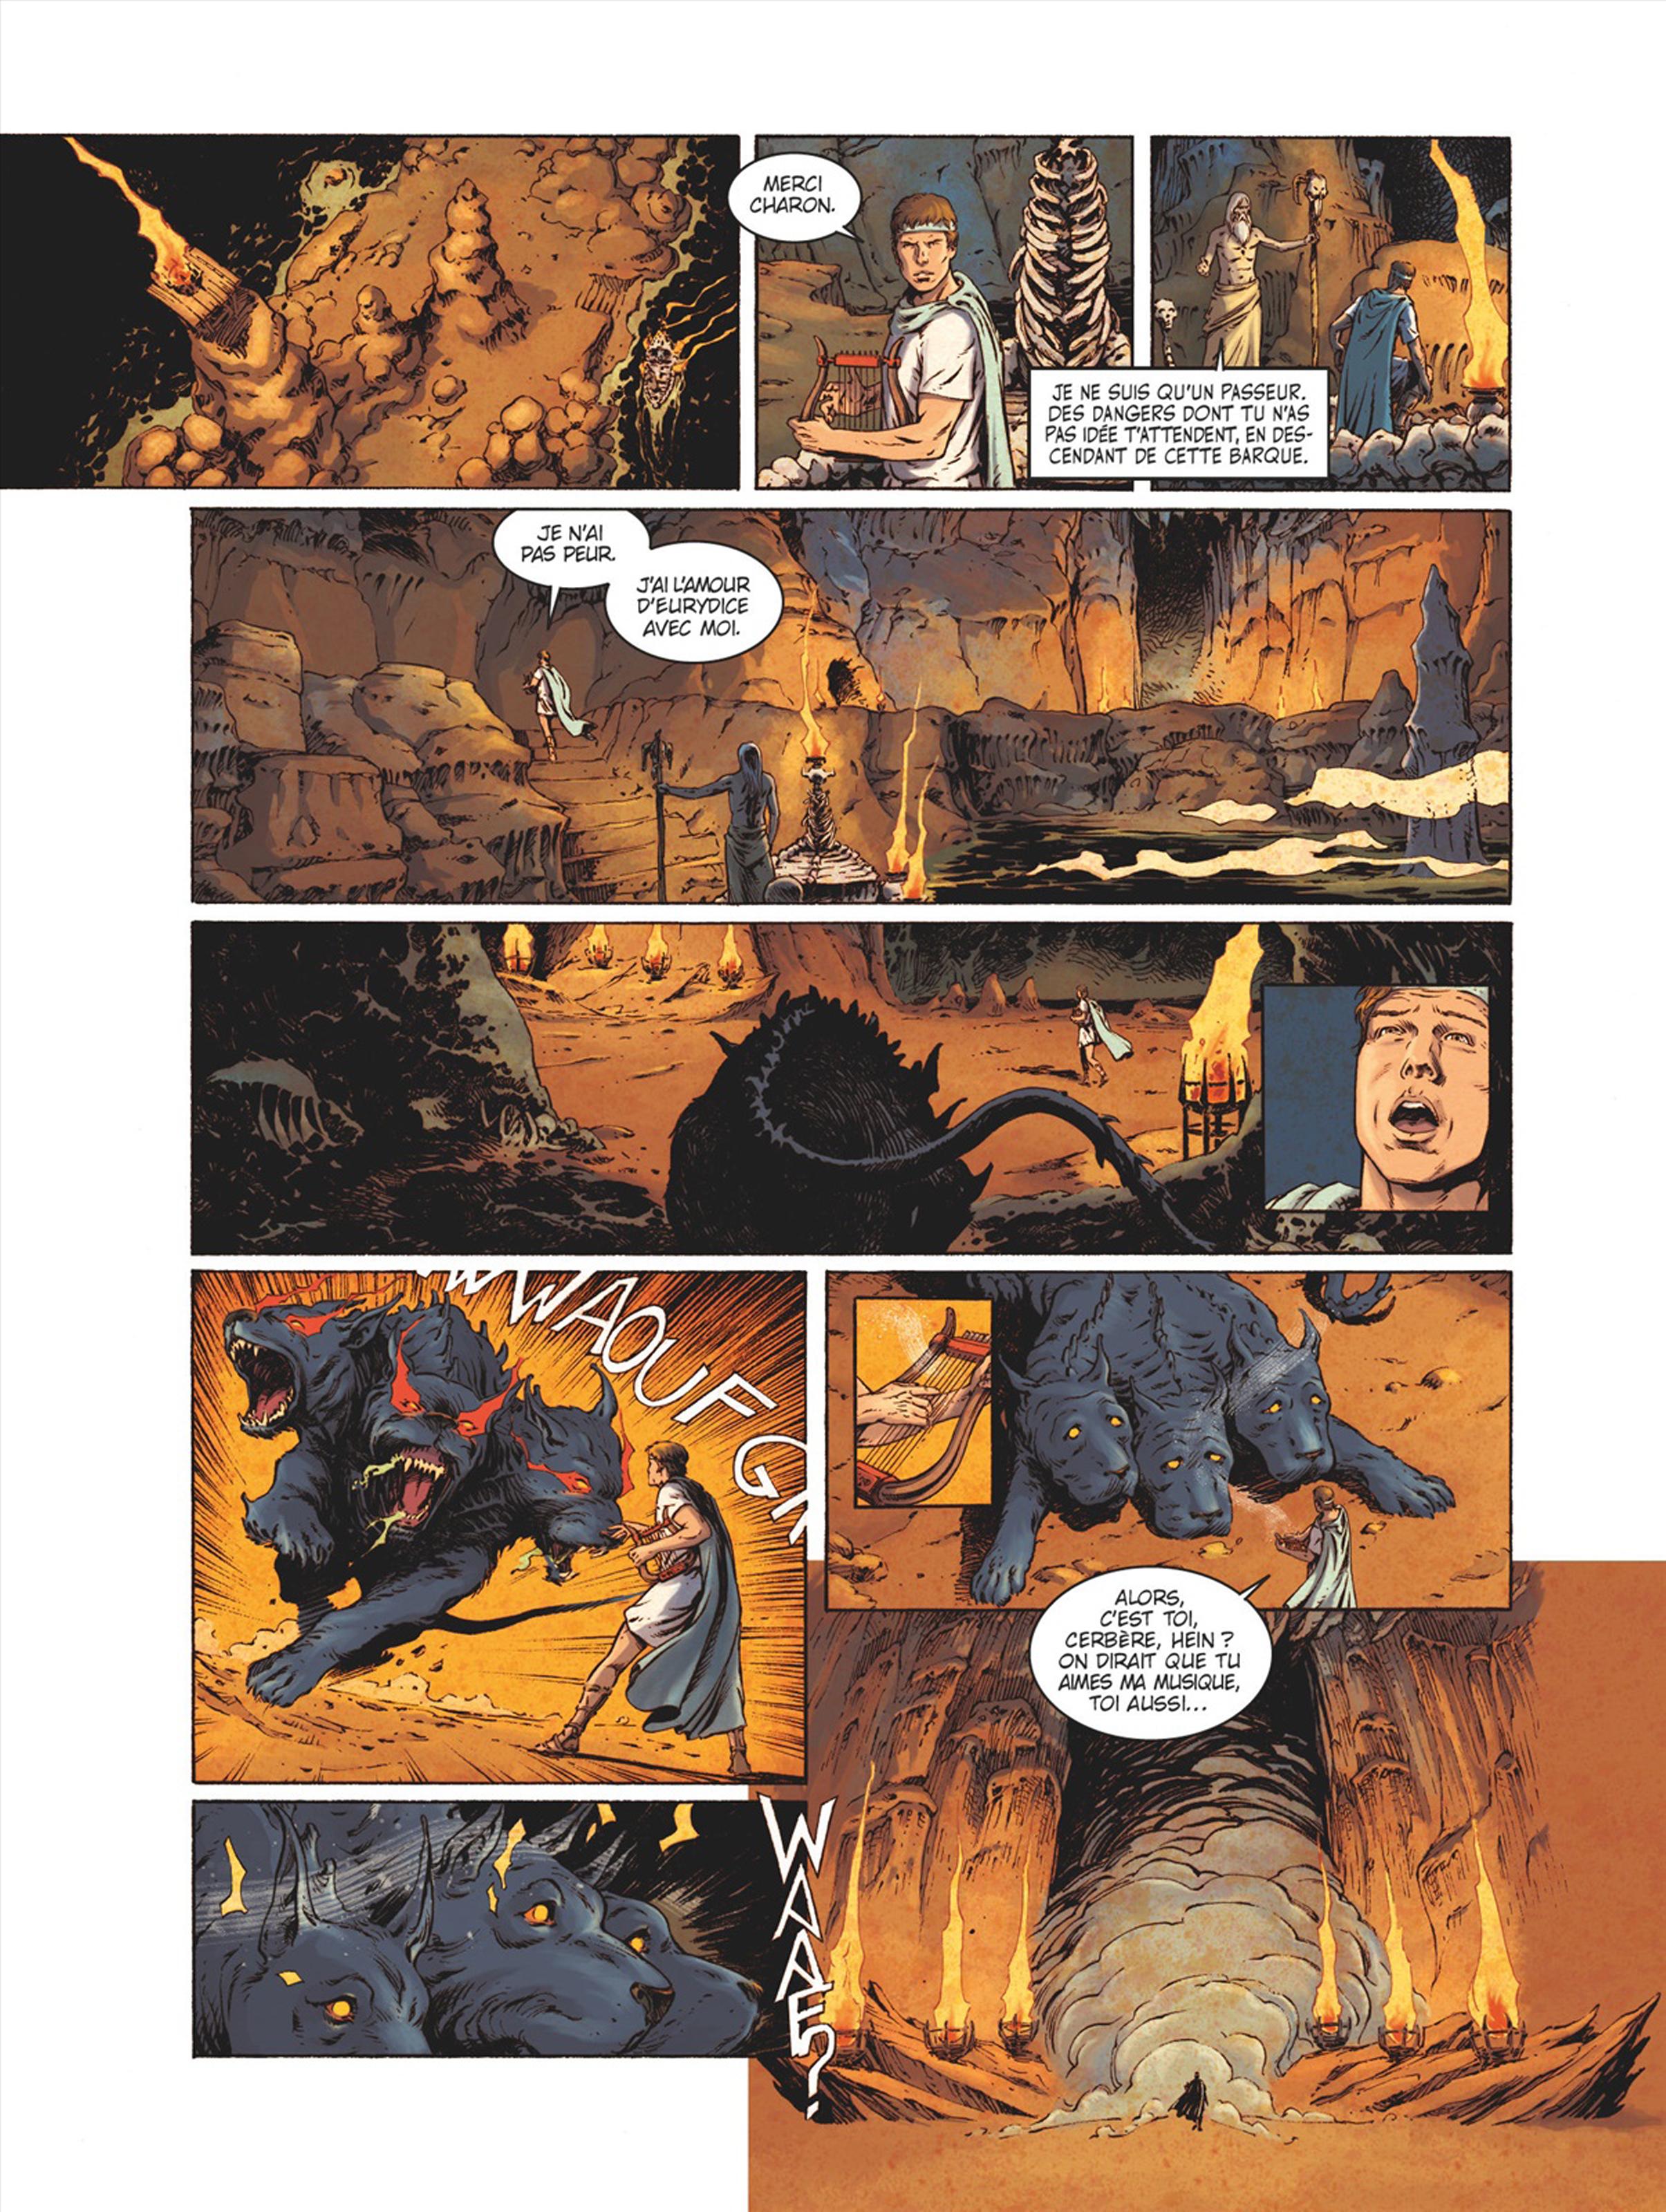 MERCI
CHARON.
JE NE SUIS QU'UN PASSEUR.
DES DANGERS DONT TU N'AS
PAS IDÉE T'ATTENDENT, EN DES-
CENDANT DE CETTE BARQUE.
JE N'AI
PAS PEUR.
J'AI L'AMOUR
D'EURYDICE
AVEC MOI.
WWWAOUF GR
ALORS,
C'EST TOI,
CERBÈRE, HEIN ?
ON DIRAIT QUE TU
AIMES MA MUSIQUE,
TOI AUSSI...
WAAF?